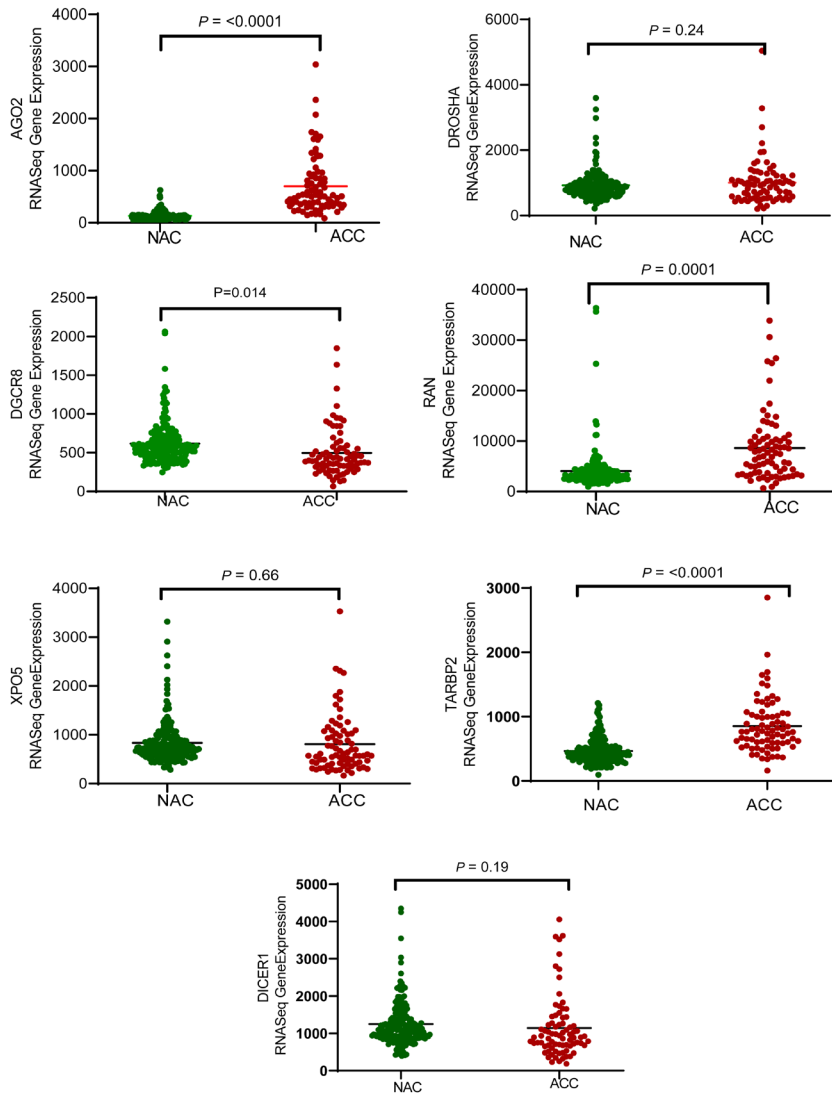 P = <0.0001
4000
3000
2000
1000
0
AGO2
RNASeq Gene Expression
NAC
ACC
P = 0.24
6000
4000
2000
0
DROSHA
RNASeq GeneExpression
NAC
ACC
P=0.014
2500
2000
1500
1000
500
0
DGCR8
RNASeq Gene Expression
NAC
ACC
P = 0.0001
40000
30000
20000
10000
0
RAN
RNASeq Gene Expression
NAC
ACC
P = 0.66
4000
3000
2000
1000
0
XPO5
RNASeq GeneExpression
NAC
ACC
P = <0.0001
3000
2000
1000
0
TARBP2
RNASeq GeneExpression
NAC
ACC
P = 0.19
5000
4000
3000
2000
1000
0
DICER1
RNASeq GeneExpression
NAC
ACC